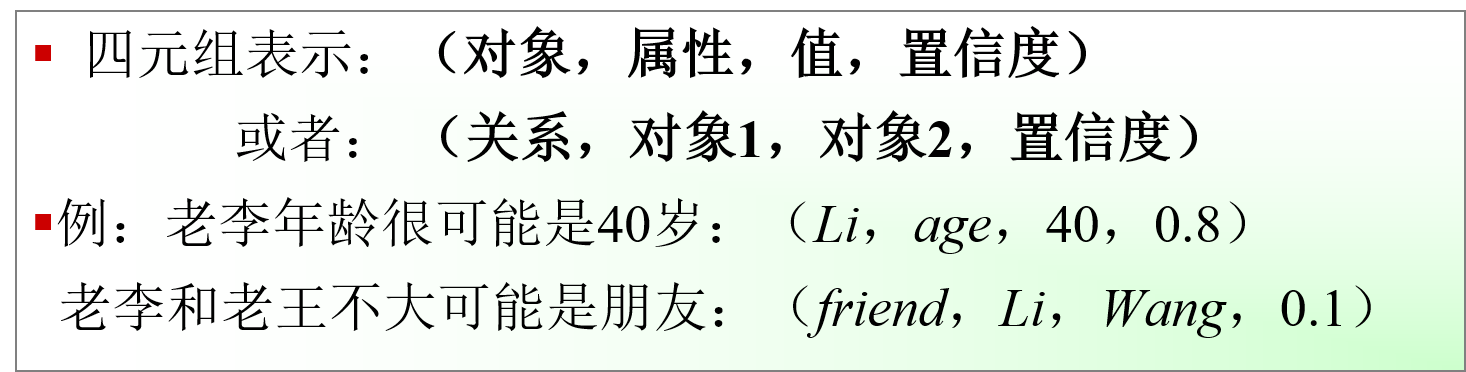 ▪ 四元组表示：（对象，属性，值，置信度）
或者：（关系，对象1，对象2，置信度）
▪例：老李年龄很可能是40岁：（Li，age，40，0.8）
老李和老王不大可能是朋友：（friend，Li，Wang，0.1）